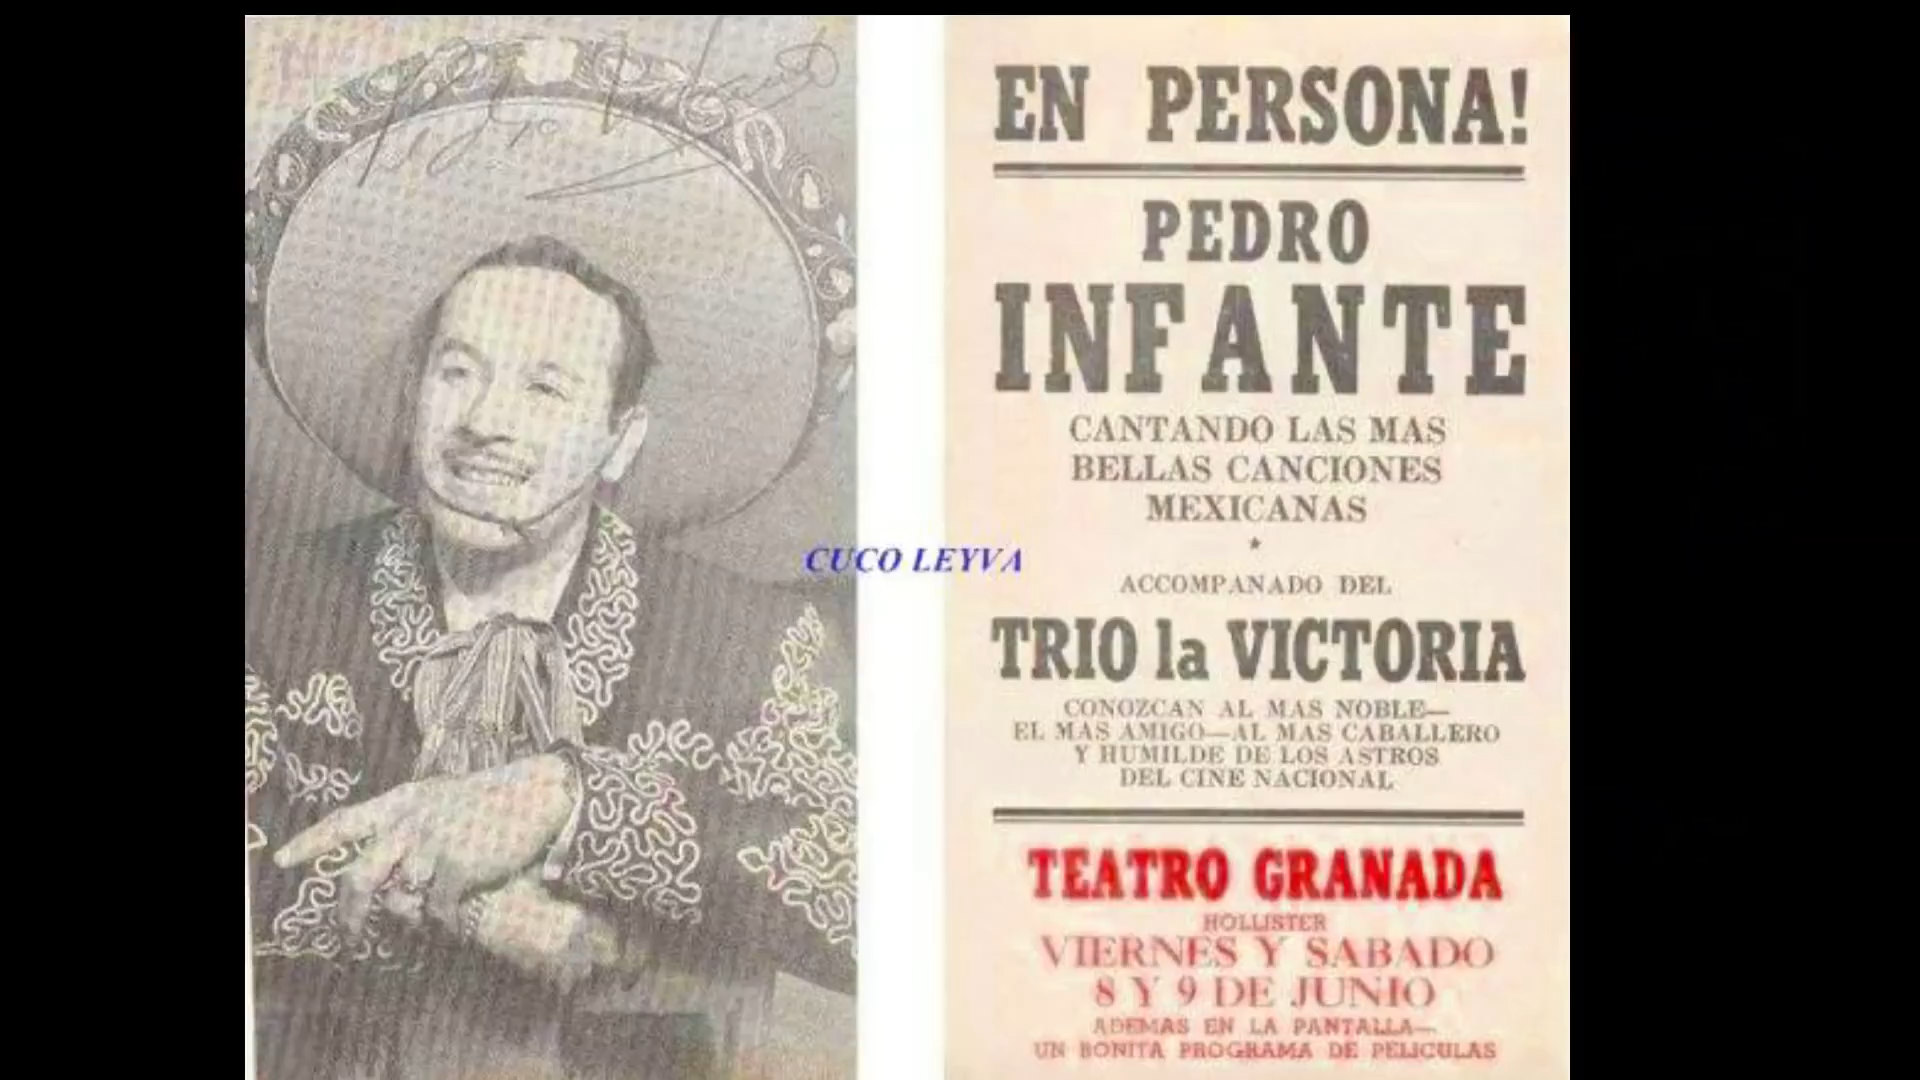 Pedro Infante
EN PERSONA!
PEDRO
INFANTE
CANTANDO LAS MAS
BELLAS CANCIONES
MEXICANAS
★
ACCOMPANADO DEL
TRIO la VICTORIA
CONOZCAN AL MAS NOBLE—
EL MAS AMIGO—AL MAS CABALLERO
Y HUMILDE DE LOS ASTROS
DEL CINE NACIONAL
TEATRO GRANADA
HOLLISTER
VIERNES Y SABADO
8 Y 9 DE JUNIO
ADEMAS EN LA PANTALLA—
UN BONITA PROGRAMA DE PELICULAS
CUCO LEYVA